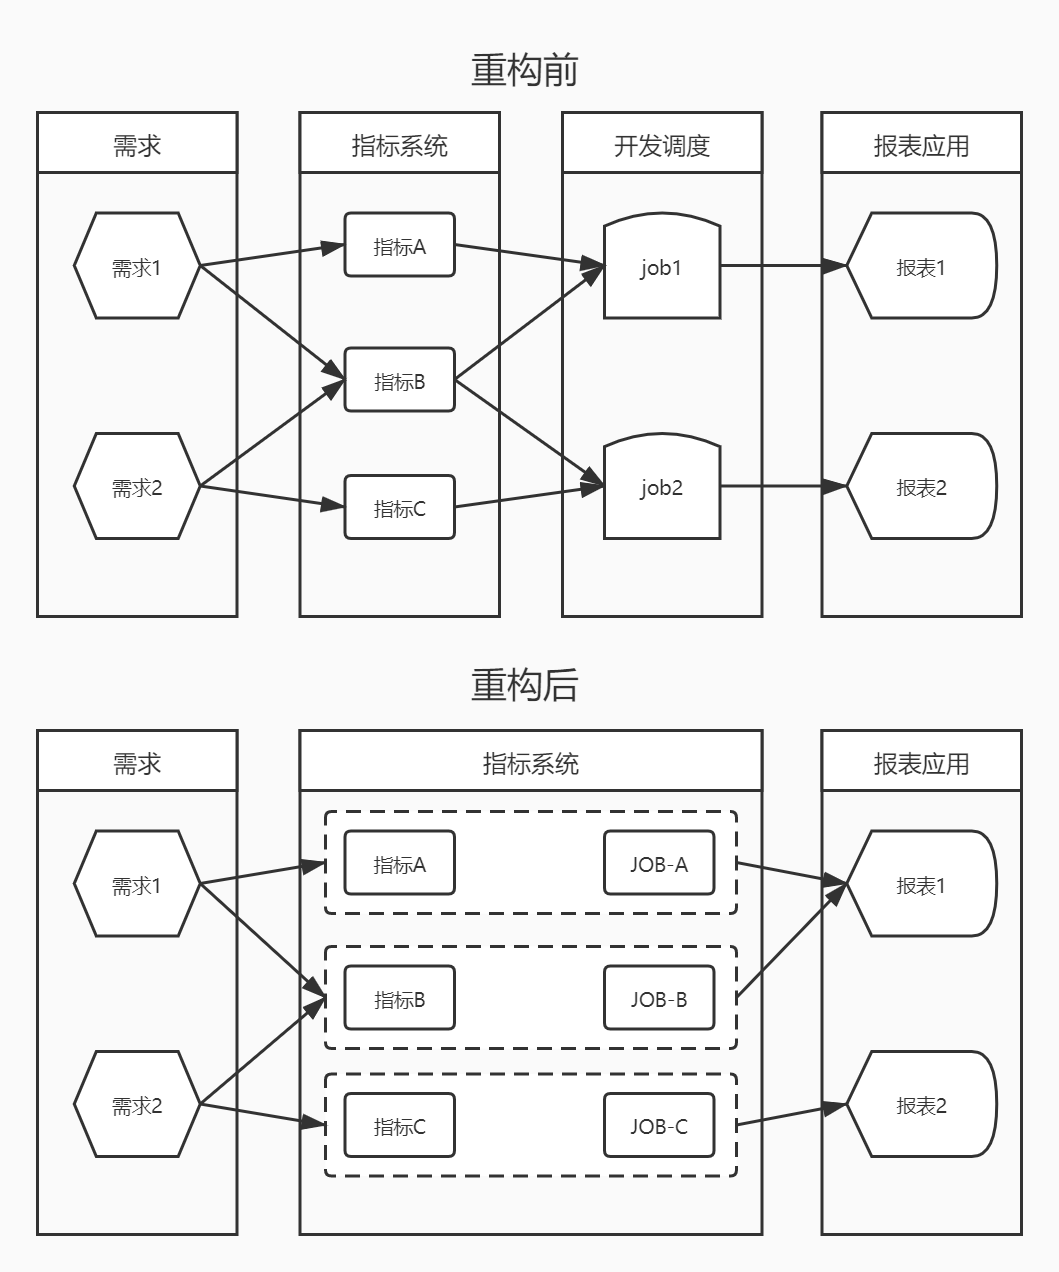 重构前
需求
指标系统
开发调度
报表应用
需求1
指标A
job1
报表1
指标B
需求2
指标C
job2
报表2
重构后
需求
指标系统
报表应用
需求1
指标A
JOB-A
报表1
指标B
JOB-B
需求2
指标C
JOB-C
报表2